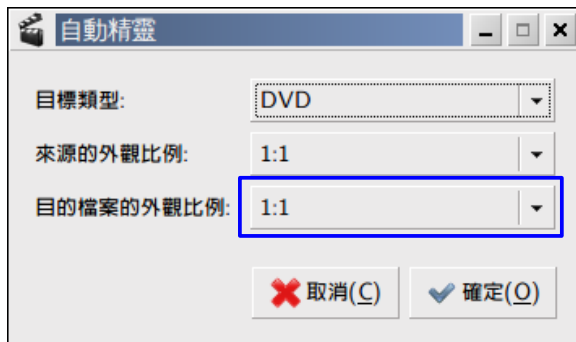 自動精靈
目標類型: DVD
來源的外觀比例: 1:1
目的檔案的外觀比例: 1:1
取消(C) 確定(O)